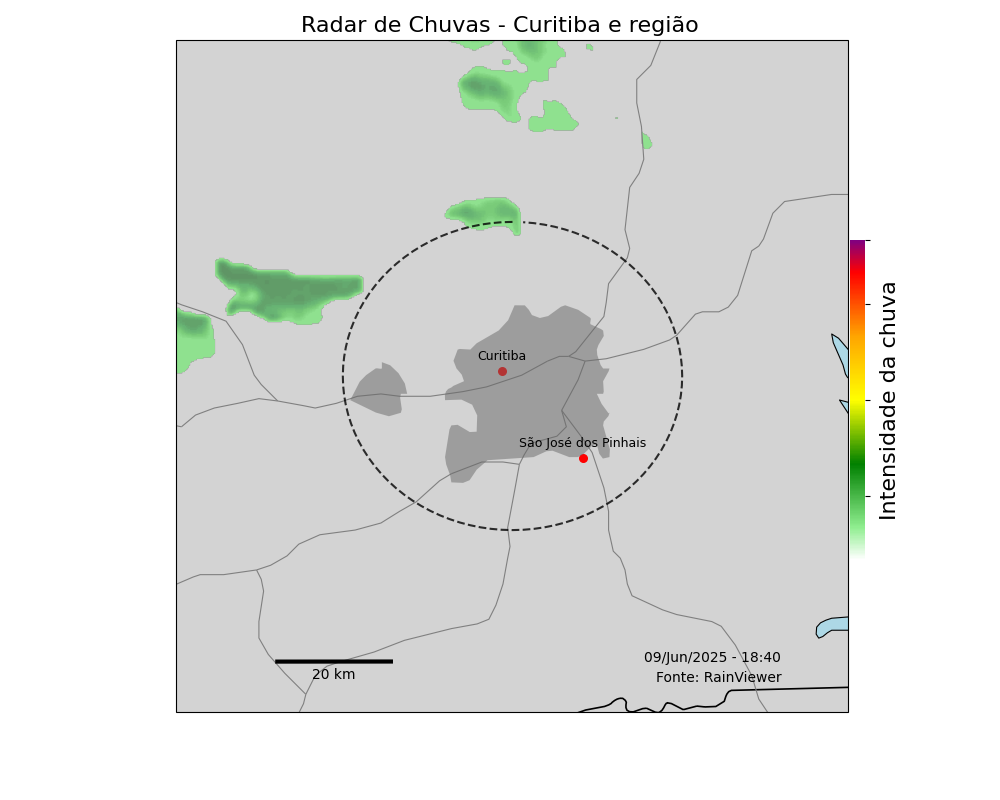 Radar de Chuvas - Curitiba e região
Curitiba
São José dos Pinhais
Intensidade da chuva
20 km
09/Jun/2025 - 18:40
Fonte: RainViewer